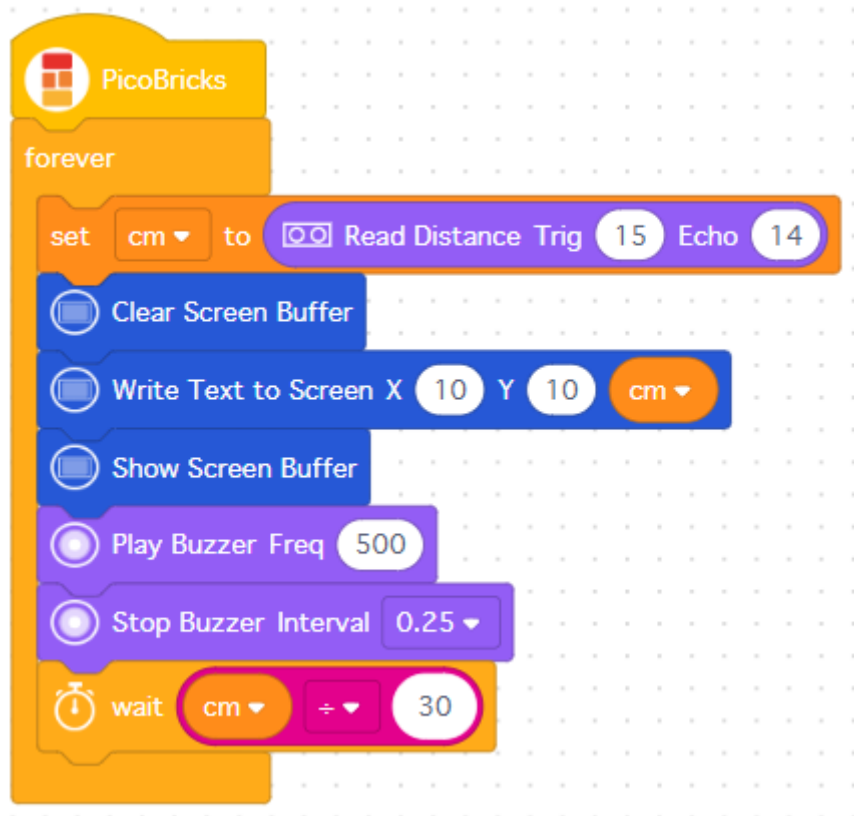 PicoBricks
forever
set cm to Read Distance Trig 15 Echo 14
Clear Screen Buffer
Write Text to Screen X 10 Y 10 cm
Show Screen Buffer
Play Buzzer Freq 500
Stop Buzzer Interval 0.25
wait cm ÷ 30